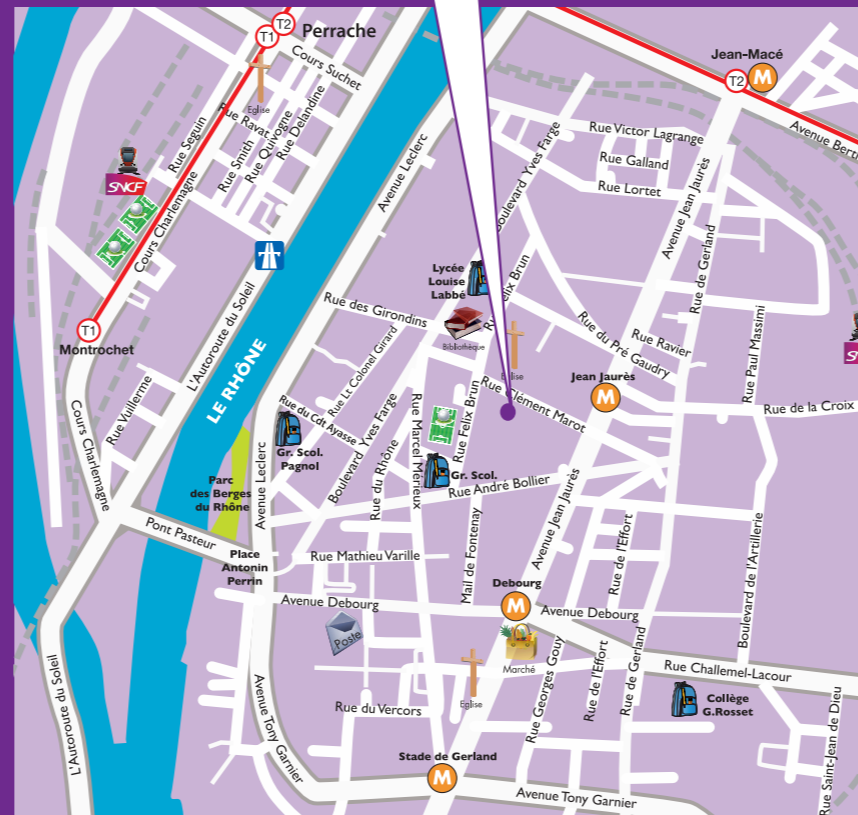 T2
T1
Perrache
Cours Suchet
Eglise
Rue Ravat
Rue Seguin
Rue Smith
Rue Quivogne
Rue Delandine
SNCF
Cours Charlemagne
T1
Montrochet
Rue Vuillerme
Cours Charlemagne
L'Autoroute du Soleil
LE RHÔNE
Avenue Leclerc
Jean-Macé
T2
M
Avenue Bert
Rue Victor Lagrange
Rue Galland
Rue Lortet
Boulevard Yves Farge
Avenue Jean Jaurès
Rue de Gerland
Lycée
Louise
Labbé
Rue Felix Brun
Rue des Girondins
Bibliothèque
Eglise
Rue du Pré Gaudry
Rue Ravier
Rue Paul Massimi
SN
Jean Jaurès
M
Rue de la Croix
Rue Clément Marot
Rue Lt Colonel Girard
Rue du Cdt Ayasse
Gr. Scol.
Pagnol
Boulevard Yves Farge
Rue du Rhône
Rue Marcel Mérieux
Rue Felix Brun
Gr. Scol.
Rue André Bollier
Avenue Leclerc
Parc
des Berges
du Rhône
Pont Pasteur
Place
Antonin
Perrin
Rue Mathieu Varille
Mail de Fontenay
Avenue Jean Jaurès
Rue de l'Effort
Boulevard de l'Artillerie
Debourg
M
Avenue Debourg
Avenue Debourg
Poste
Marché
Eglise
Rue Georges Gouy
Rue de l'Effort
Rue de Gerland
Rue Challemel-Lacour
Collège
G.Rosset
Rue Saint-Jean de Dieu
Rue du Vercors
L'Autoroute du Soleil
Avenue Tony Garnier
Stade de Gerland
M
Avenue Tony Garnier